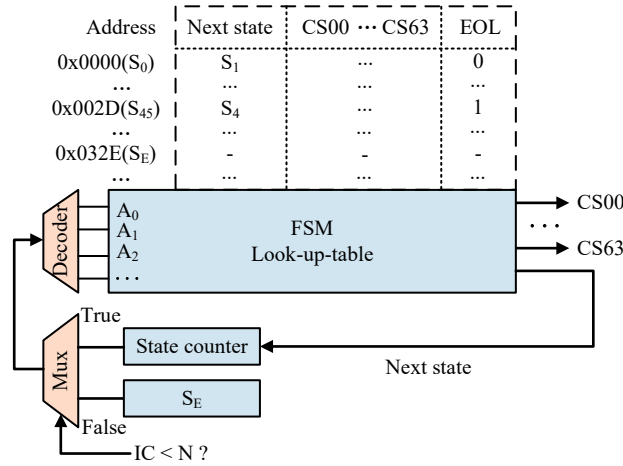 Address Next state CS00 ··· CS63 EOL
0x0000(S0) S1 ... 0
... ... ... ...
0x002D(S45) S4 ... 1
... ... ... ...
0x032E(SE) - - -
... ... ... ...
Decoder
A0
A1
A2
...
FSM
Look-up-table
CS00
...
CS63
True
Mux
State counter
Next state
SE
False
IC < N ?